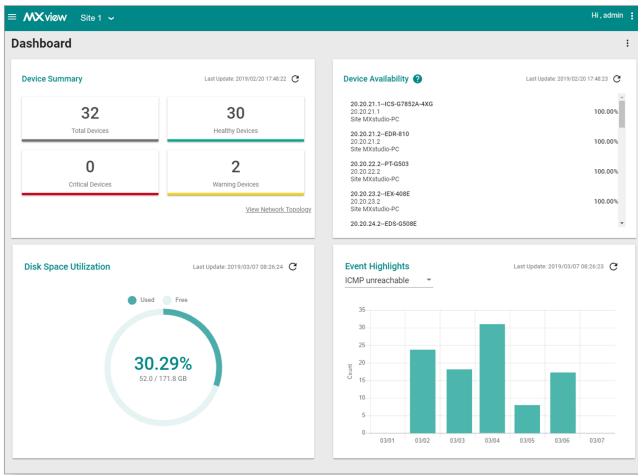 MXview Site 1 Hi , admin
Dashboard
Device Summary Last Update: 2019/02/20 17:48:22
32
Total Devices
30
Healthy Devices
0
Critical Devices
2
Warning Devices
View Network Topology
Device Availability ? Last Update: 2019/02/20 17:48:23
20.20.21.1--ICS-G7852A-4XG
20.20.21.1 100.00%
Site MXstudio-PC
20.20.21.2--EDR-810
20.20.21.2 100.00%
Site MXstudio-PC
20.20.22.2--PT-G503
20.20.22.2 100.00%
Site MXstudio-PC
20.20.23.2--IEX-408E
20.20.23.2 100.00%
Site MXstudio-PC
20.20.24.2--EDS-G508E
Disk Space Utilization Last Update: 2019/03/07 08:26:24
Used Free
30.29%
52.0 / 171.8 GB
Event Highlights Last Update: 2019/03/07 08:26:23
ICMP unreachable
Count
35
30
25
20
15
10
5
0
03/01 03/02 03/03 03/04 03/05 03/06 03/07